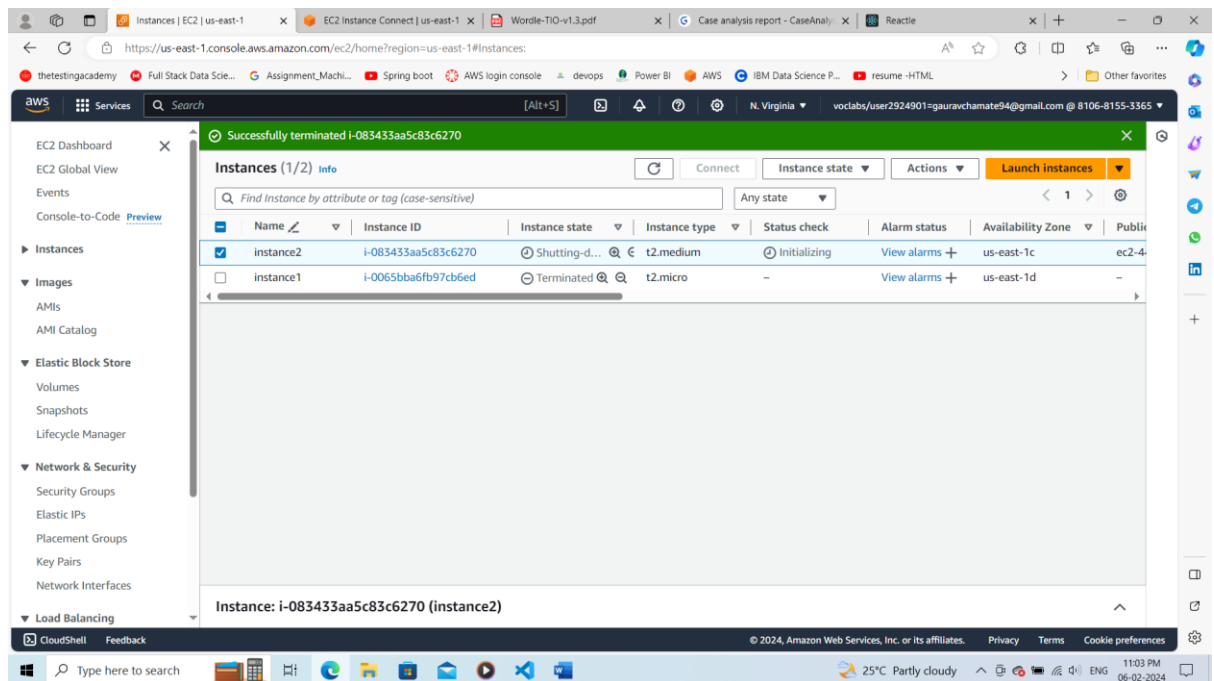 Instances | EC2 | us-east-1
EC2 Instance Connect | us-east-1
Wordle-TIO-v1.3.pdf
Case analysis report - CaseAnaly
Reactle
https://us-east-1.console.aws.amazon.com/ec2/home?region=us-east-1#Instances:
thetestingacademy Full Stack Data Scie... Assignment_Machi... Spring boot AWS login console devops Power BI AWS IBM Data Science P... resume -HTML Other favorites
aws Services Search [Alt+S] N. Virginia voclabs/user2924901=gauravchamate94@gmail.com @ 8106-8155-3365
EC2 Dashboard
EC2 Global View
Events
Console-to-Code Preview
Instances
Images
AMIs
AMI Catalog
Elastic Block Store
Volumes
Snapshots
Lifecycle Manager
Network & Security
Security Groups
Elastic IPs
Placement Groups
Key Pairs
Network Interfaces
Load Balancing
Successfully terminated i-083433aa5c83c6270
Instances (1/2) Info Connect Instance state Actions Launch instances
Find Instance by attribute or tag (case-sensitive) Any state 1
Name Instance ID Instance state Instance type Status check Alarm status Availability Zone Public
instance2 i-083433aa5c83c6270 Shutting-d... t2.medium Initializing View alarms + us-east-1c ec2-4
instance1 i-0065bba6fb97cb6ed Terminated t2.micro – View alarms + us-east-1d –
Instance: i-083433aa5c83c6270 (instance2)
CloudShell Feedback © 2024, Amazon Web Services, Inc. or its affiliates. Privacy Terms Cookie preferences
Type here to search 25°C Partly cloudy ENG 11:03 PM
06-02-2024